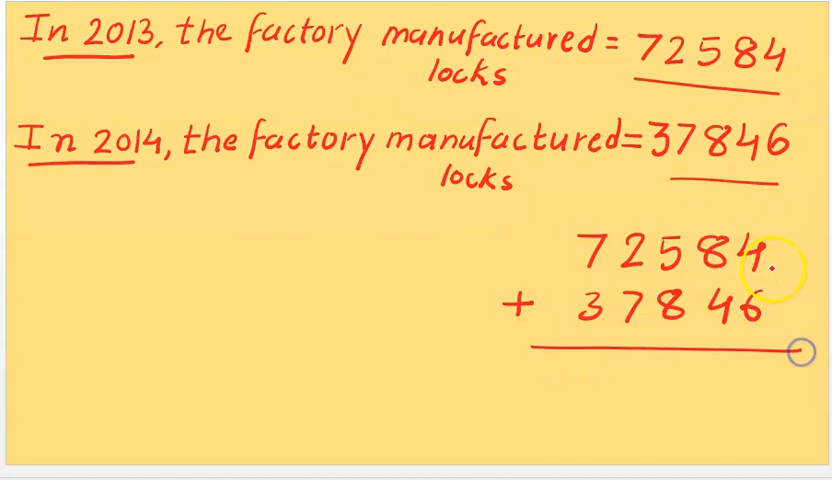 In 2013, the factory manufactured = 72584
locks
In 2014, the factory manufactured=37846
locks
72584
+ 37846